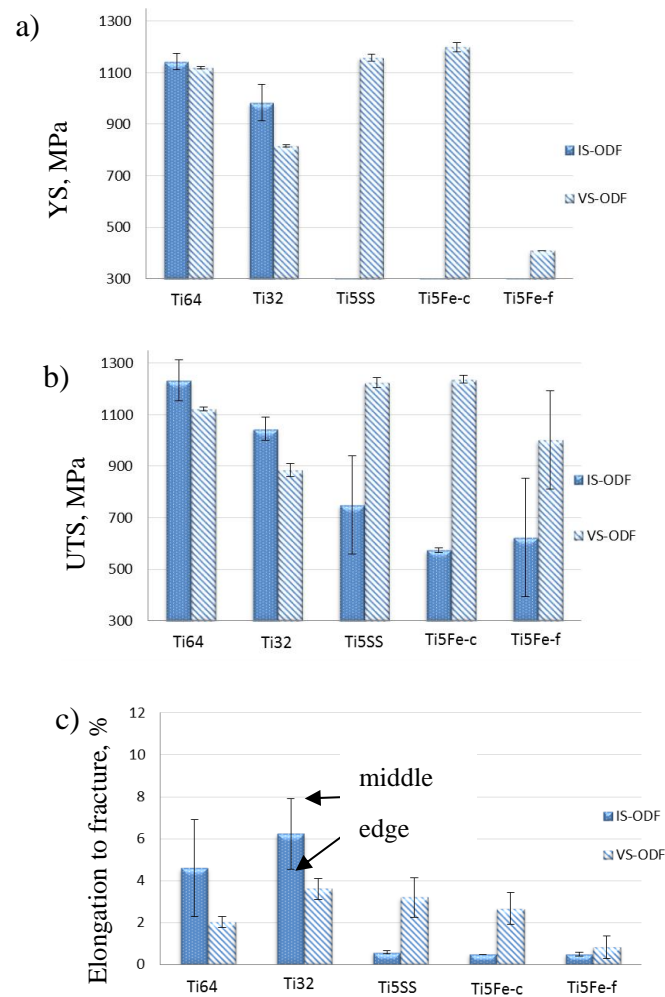 a)
YS, MPa
1300
1100
900
700
500
300
Ti64 Ti32 Ti5SS Ti5Fe-c Ti5Fe-f
IS-ODF
VS-ODF
b)
UTS, MPa
1300
1100
900
700
500
300
Ti64 Ti32 Ti5SS Ti5Fe-c Ti5Fe-f
IS-ODF
VS-ODF
c)
Elongation to fracture, %
12
10
8
6
4
2
0
middle
edge
Ti64 Ti32 Ti5SS Ti5Fe-c Ti5Fe-f
IS-ODF
VS-ODF